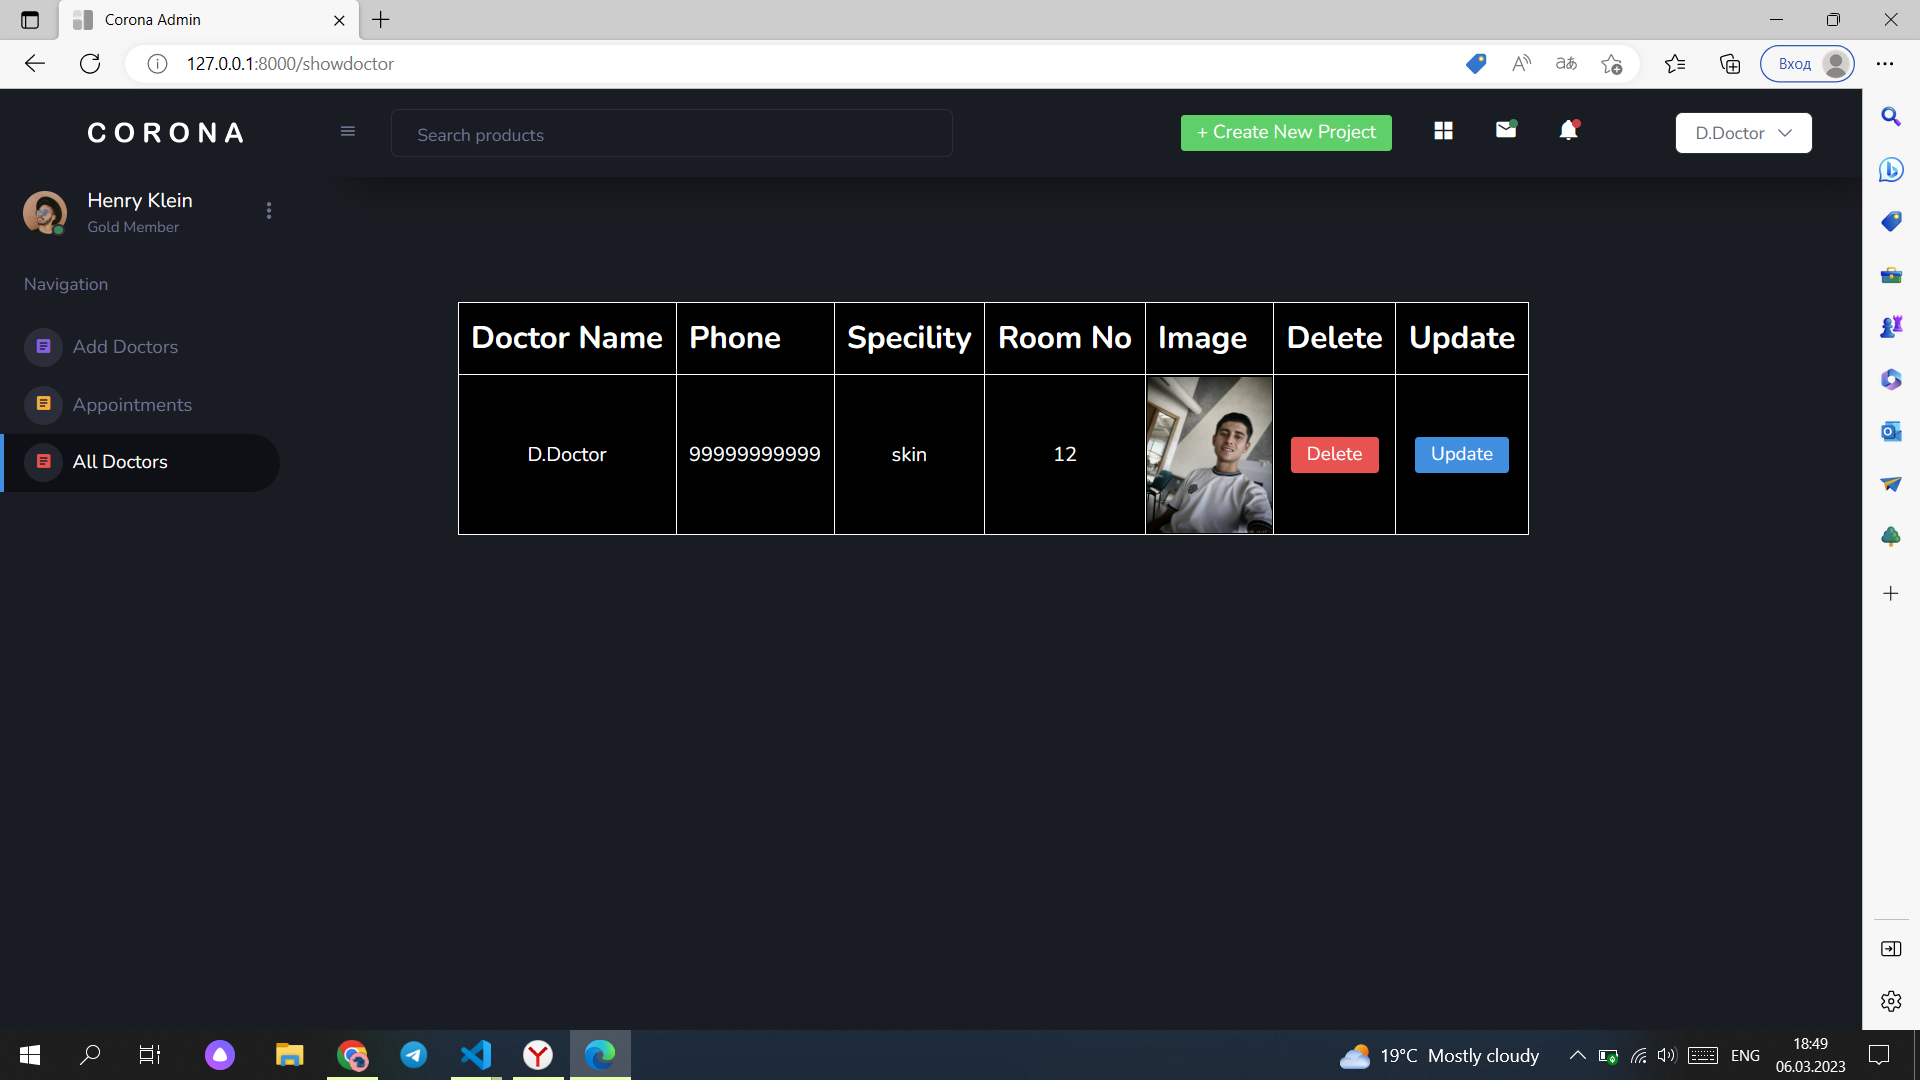 Corona Admin
127.0.0.1:8000/showdoctor
Вход
CORONA
Search products
+ Create New Project
D.Doctor
Henry Klein
Gold Member
Navigation
Add Doctors
Appointments
All Doctors
Doctor Name Phone Specility Room No Image Delete Update
D.Doctor 99999999999 skin 12 Delete Update
19°C Mostly cloudy
ENG
18:49
06.03.2023